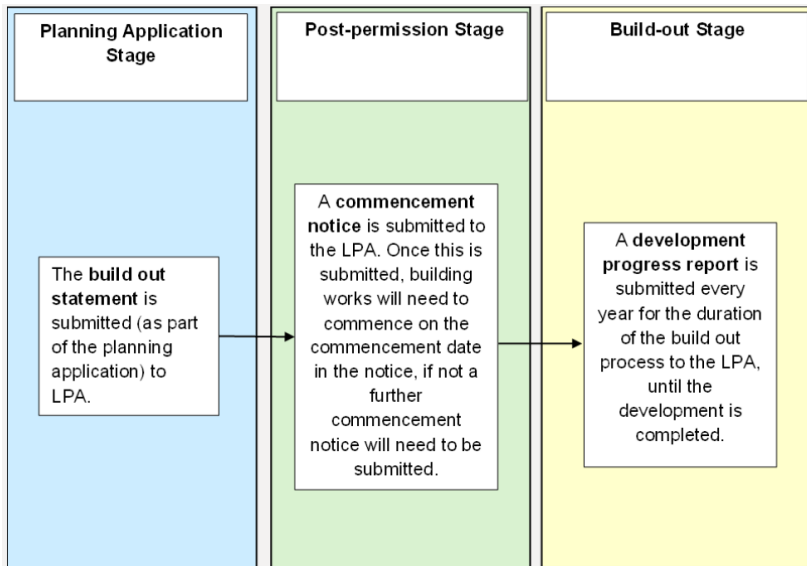 Planning Application
Stage
Post-permission Stage
Build-out Stage
The build out
statement is
submitted (as part
of the planning
application) to
LPA.
A commencement
notice is submitted to
the LPA. Once this is
submitted, building
works will need to
commence on the
commencement date
in the notice, if not a
further
commencement
notice will need to be
submitted.
A development
progress report is
submitted every
year for the duration
of the build out
process to the LPA,
until the
development is
completed.